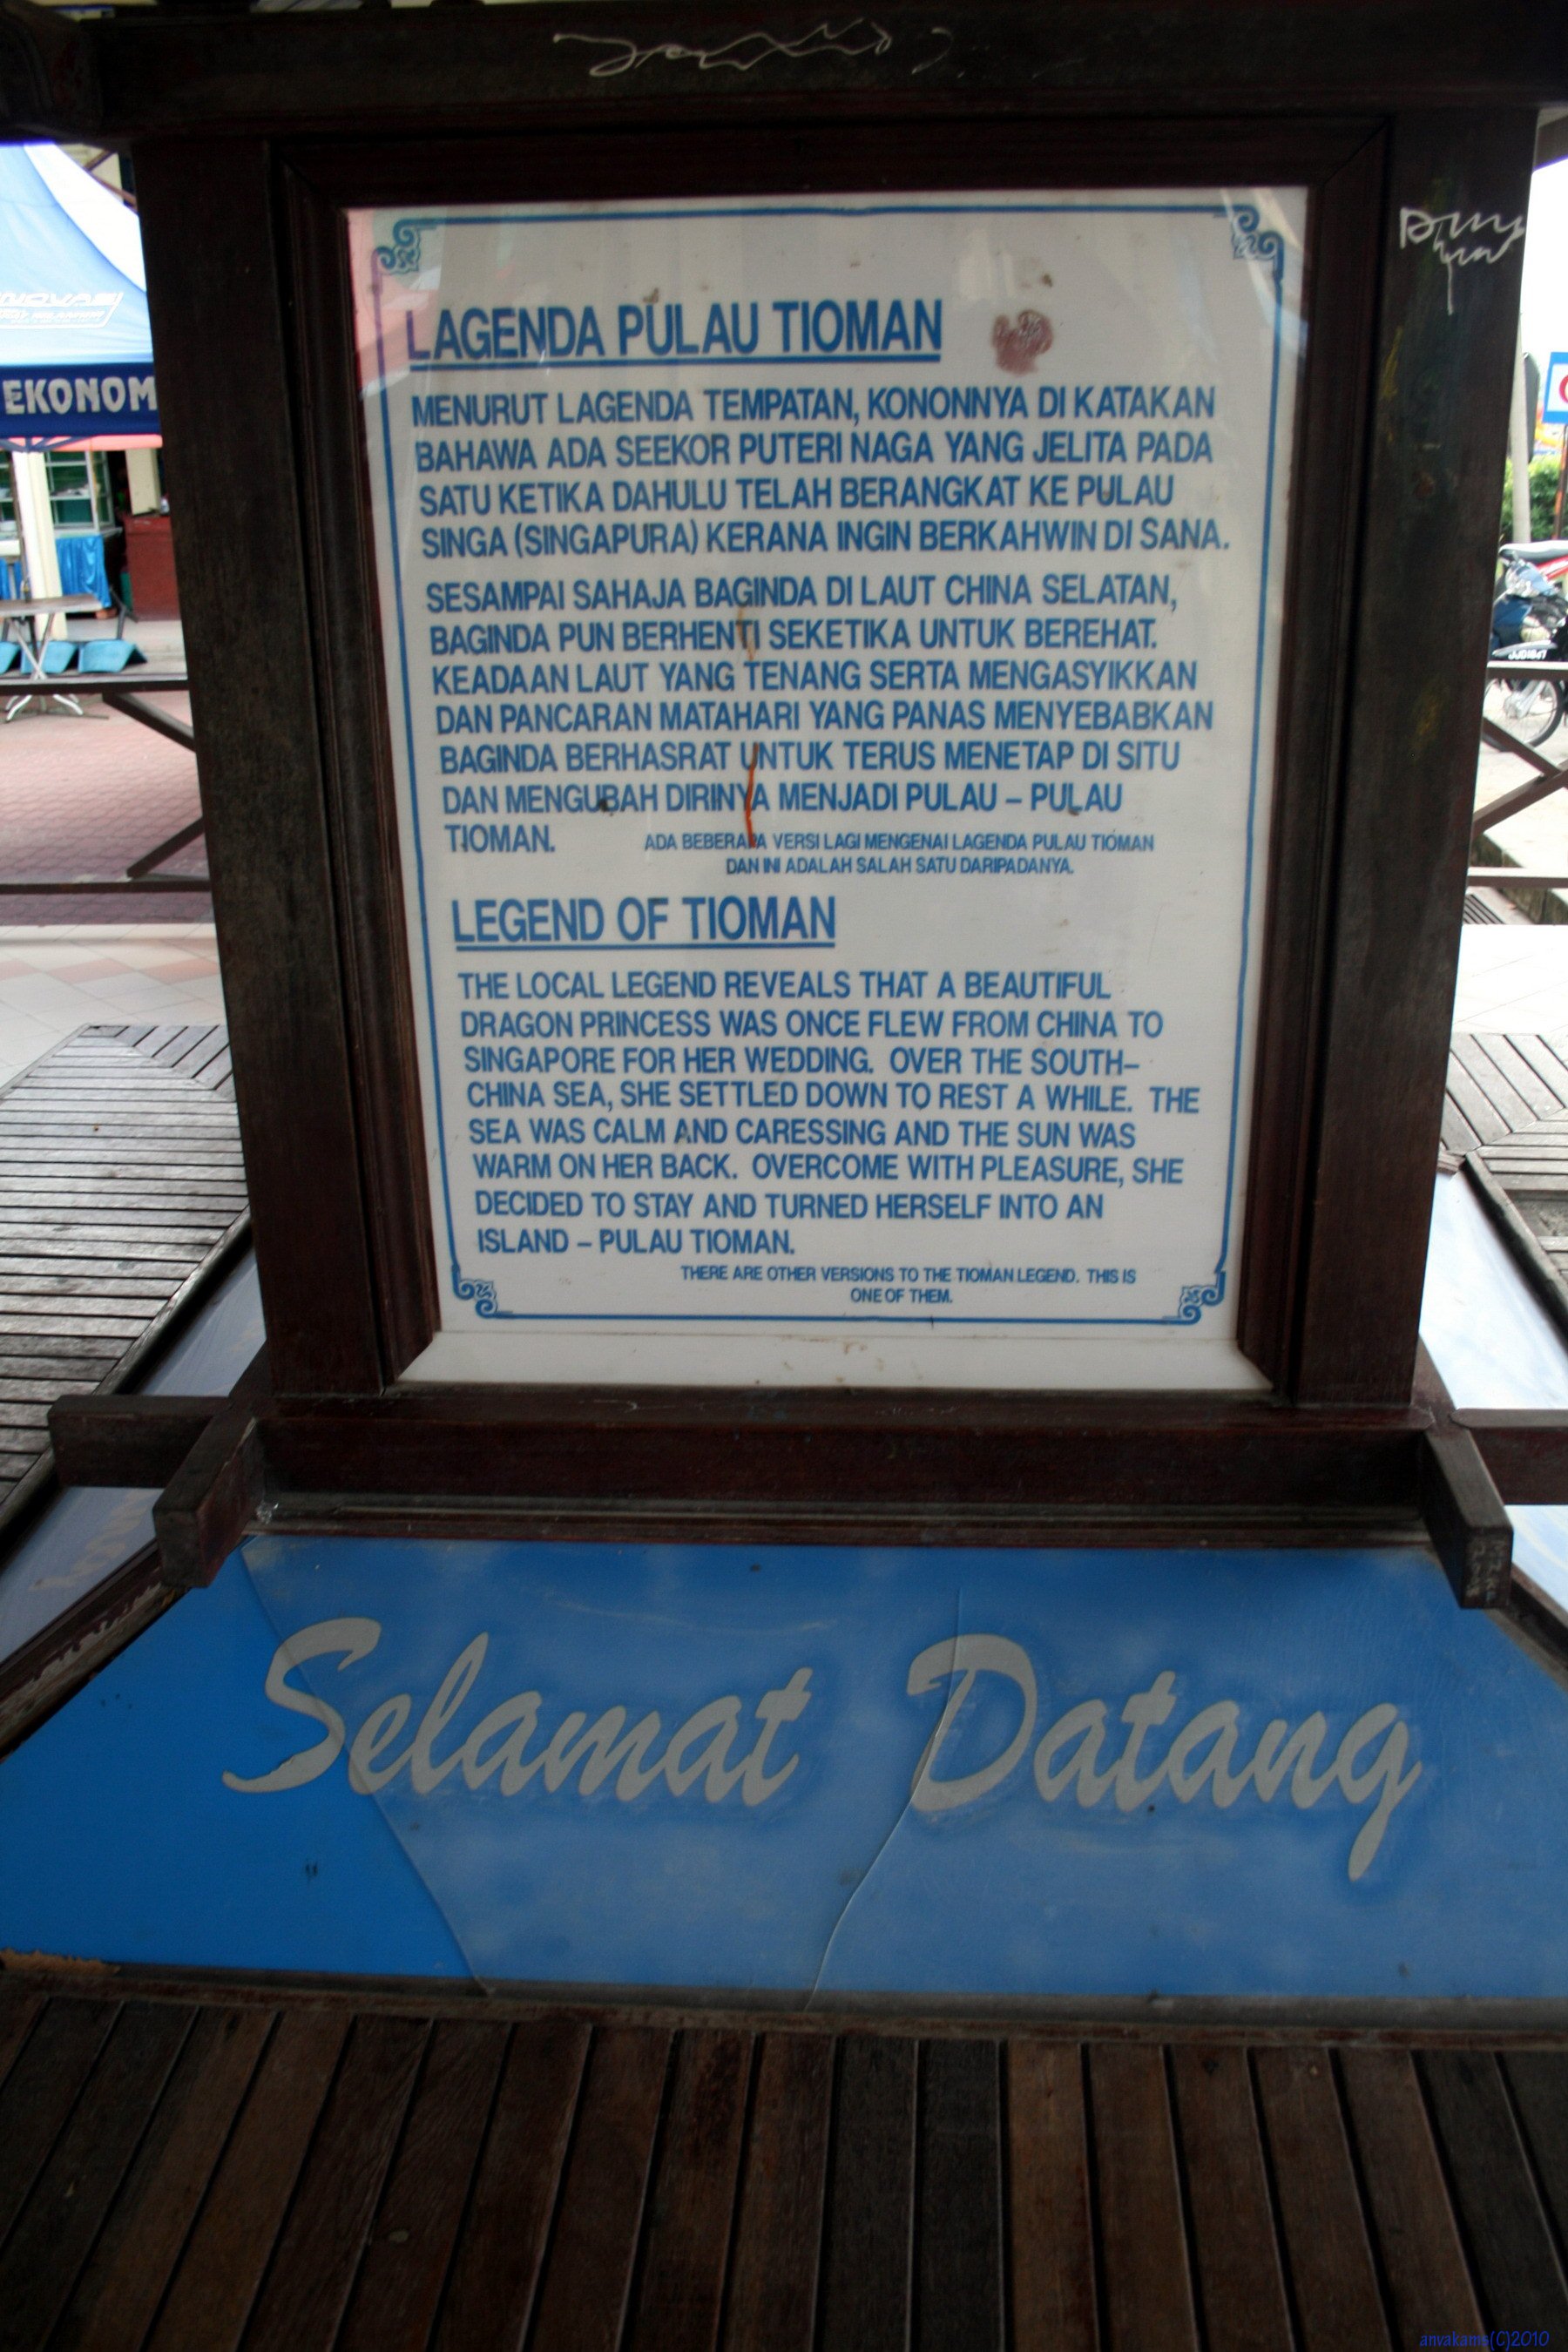 EKONOM
LAGENDA PULAU TIOMAN
MENURUT LAGENDA TEMPATAN, KONONNYA DI KATAKAN
BAHAWA ADA SEEKOR PUTERI NAGA YANG JELITA PADA
SATU KETIKA DAHULU TELAH BERANGKAT KE PULAU
SINGA (SINGAPURA) KERANA INGIN BERKAHWIN DI SANA.
SESAMPAI SAHAJA BAGINDA DI LAUT CHINA SELATAN,
BAGINDA PUN BERHENTI SEKETIKA UNTUK BEREHAT.
KEADAAN LAUT YANG TENANG SERTA MENGASYIKKAN
DAN PANCARAN MATAHARI YANG PANAS MENYEBABKAN
BAGINDA BERHASRAT UNTUK TERUS MENETAP DI SITU
DAN MENGUBAH DIRINYA MENJADI PULAU – PULAU
TIOMAN.
ADA BEBERAPA VERSI LAGI MENGENAI LAGENDA PULAU TIOMAN
DAN INI ADALAH SALAH SATU DARIPADANYA.
LEGEND OF TIOMAN
THE LOCAL LEGEND REVEALS THAT A BEAUTIFUL
DRAGON PRINCESS WAS ONCE FLEW FROM CHINA TO
SINGAPORE FOR HER WEDDING. OVER THE SOUTH–
CHINA SEA, SHE SETTLED DOWN TO REST A WHILE. THE
SEA WAS CALM AND CARESSING AND THE SUN WAS
WARM ON HER BACK. OVERCOME WITH PLEASURE, SHE
DECIDED TO STAY AND TURNED HERSELF INTO AN
ISLAND – PULAU TIOMAN.
THERE ARE OTHER VERSIONS TO THE TIOMAN LEGEND. THIS IS
ONE OF THEM.
Selamat Datang
anvakams(C)2010